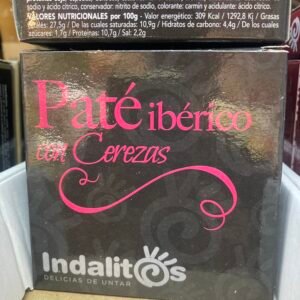 sodio y ácido cítrico, conservador: nitrito de sodio, colorante: carmín y acidulante: ácido cítrico.
VALORES NUTRICIONALES por 100g - Valor energético: 309 Kcal / 1292,8 Kj / Grasas
totales: 27,5g / De las cuales saturadas: 10,9g / Hidratos de carbono: 4,4g / De los cuales
azúcares: 1,7g / Proteínas: 10,7g / Sal: 2,2g
Paté ibérico
con Cerezas
Indalitos
DELICIAS DE UNTAR